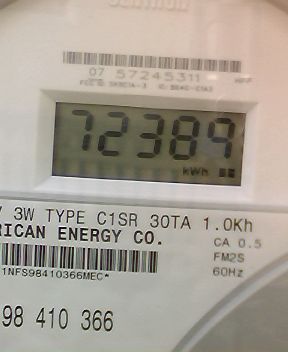 07 57245311
72389
kWh
V 3W TYPE C1SR 30TA 1.0Kh
RICAN ENERGY CO.
CA 0.5
FM2S
60Hz
1NFS98410366MEC*
98 410 366